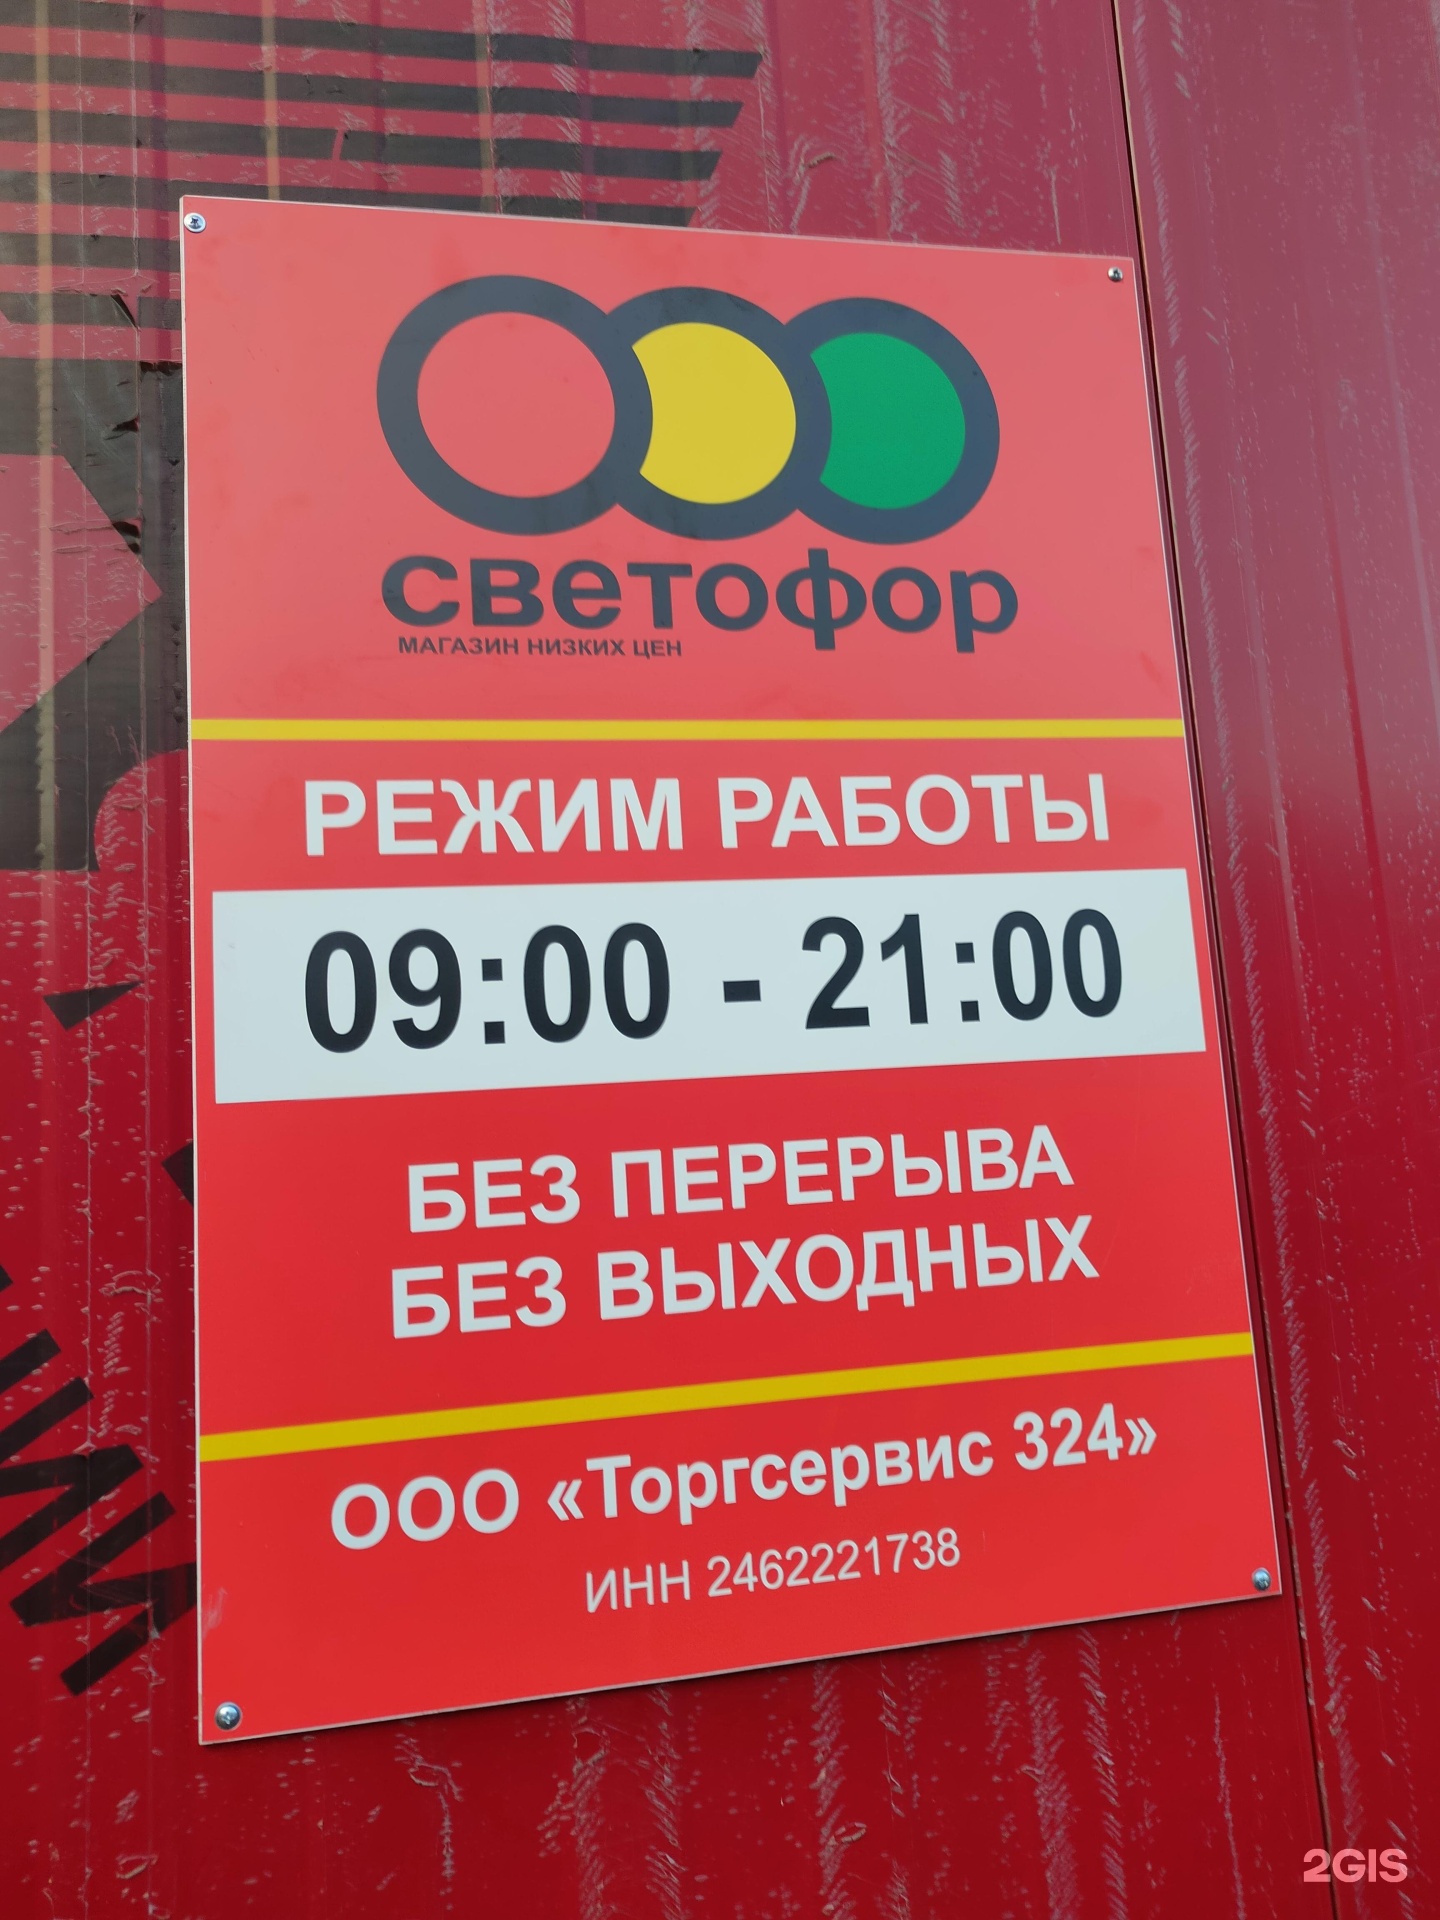 светофор
МАГАЗИН НИЗКИХ ЦЕН
РЕЖИМ РАБОТЫ
09:00 - 21:00
БЕЗ ПЕРЕРЫВА
БЕЗ ВЫХОДНЫХ
ООО «Торгсервис 324»
ИНН 2462221738
2GIS